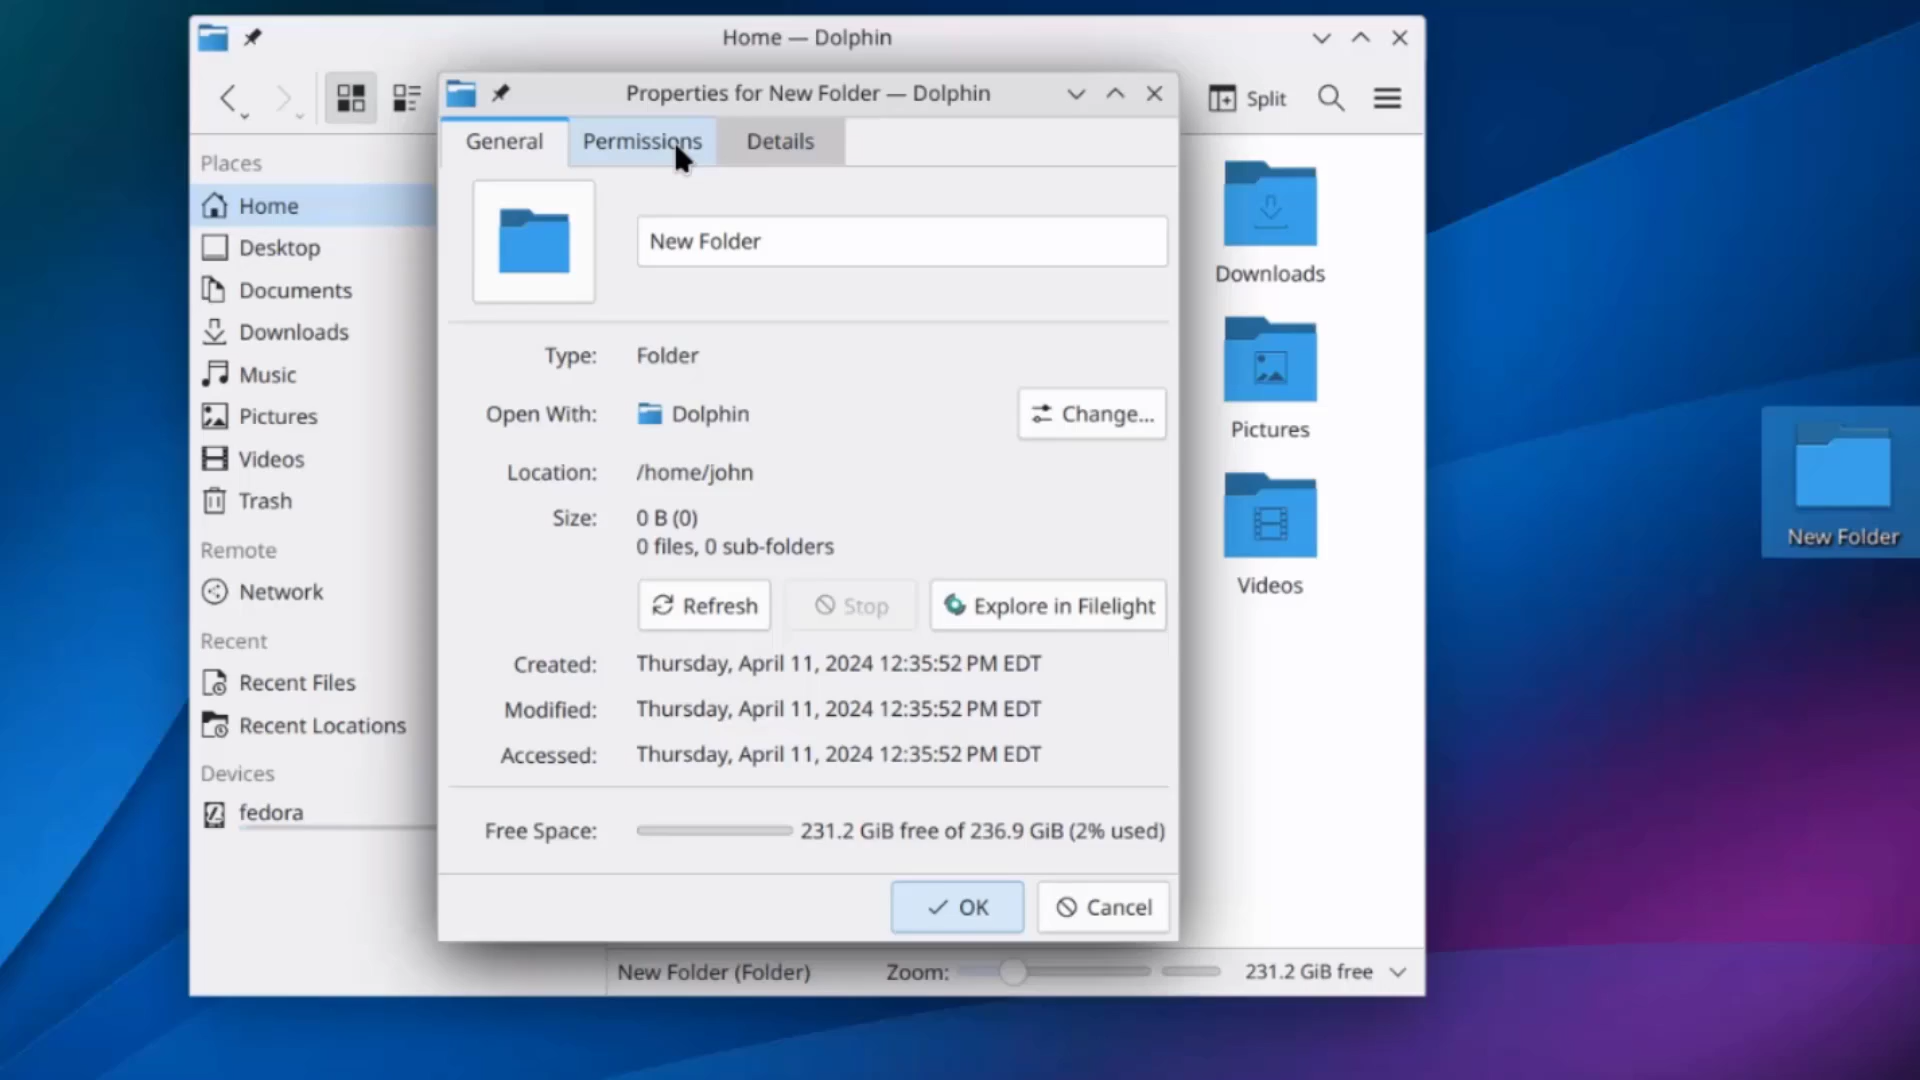 Home — Dolphin
Split
Properties for New Folder — Dolphin
General Permissions Details
New Folder
Type: Folder
Open With: Dolphin Change...
Location: /home/john
Size: 0 B (0)
0 files, 0 sub-folders
Refresh Stop Explore in Filelight
Created: Thursday, April 11, 2024 12:35:52 PM EDT
Modified: Thursday, April 11, 2024 12:35:52 PM EDT
Accessed: Thursday, April 11, 2024 12:35:52 PM EDT
Free Space: 231.2 GiB free of 236.9 GiB (2% used)
OK Cancel
Places
Home
Desktop
Documents
Downloads
Music
Pictures
Videos
Trash
Remote
Network
Recent
Recent Files
Recent Locations
Devices
fedora
Downloads
Pictures
Videos
New Folder (Folder) Zoom: 231.2 GiB free
New Folder